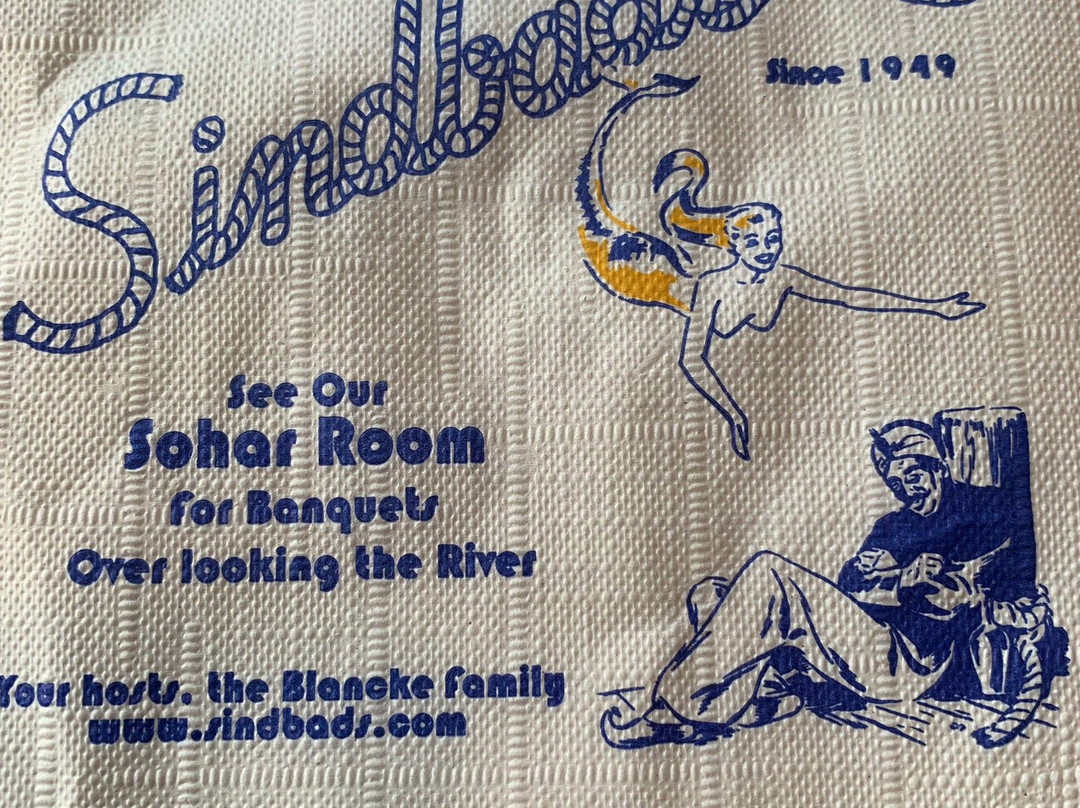 Sindbad's
Since 1949
See Our
Sohar Room
For Banquets
Over looking the River
Your hosts, the Blancke Family
www.sindbads.com